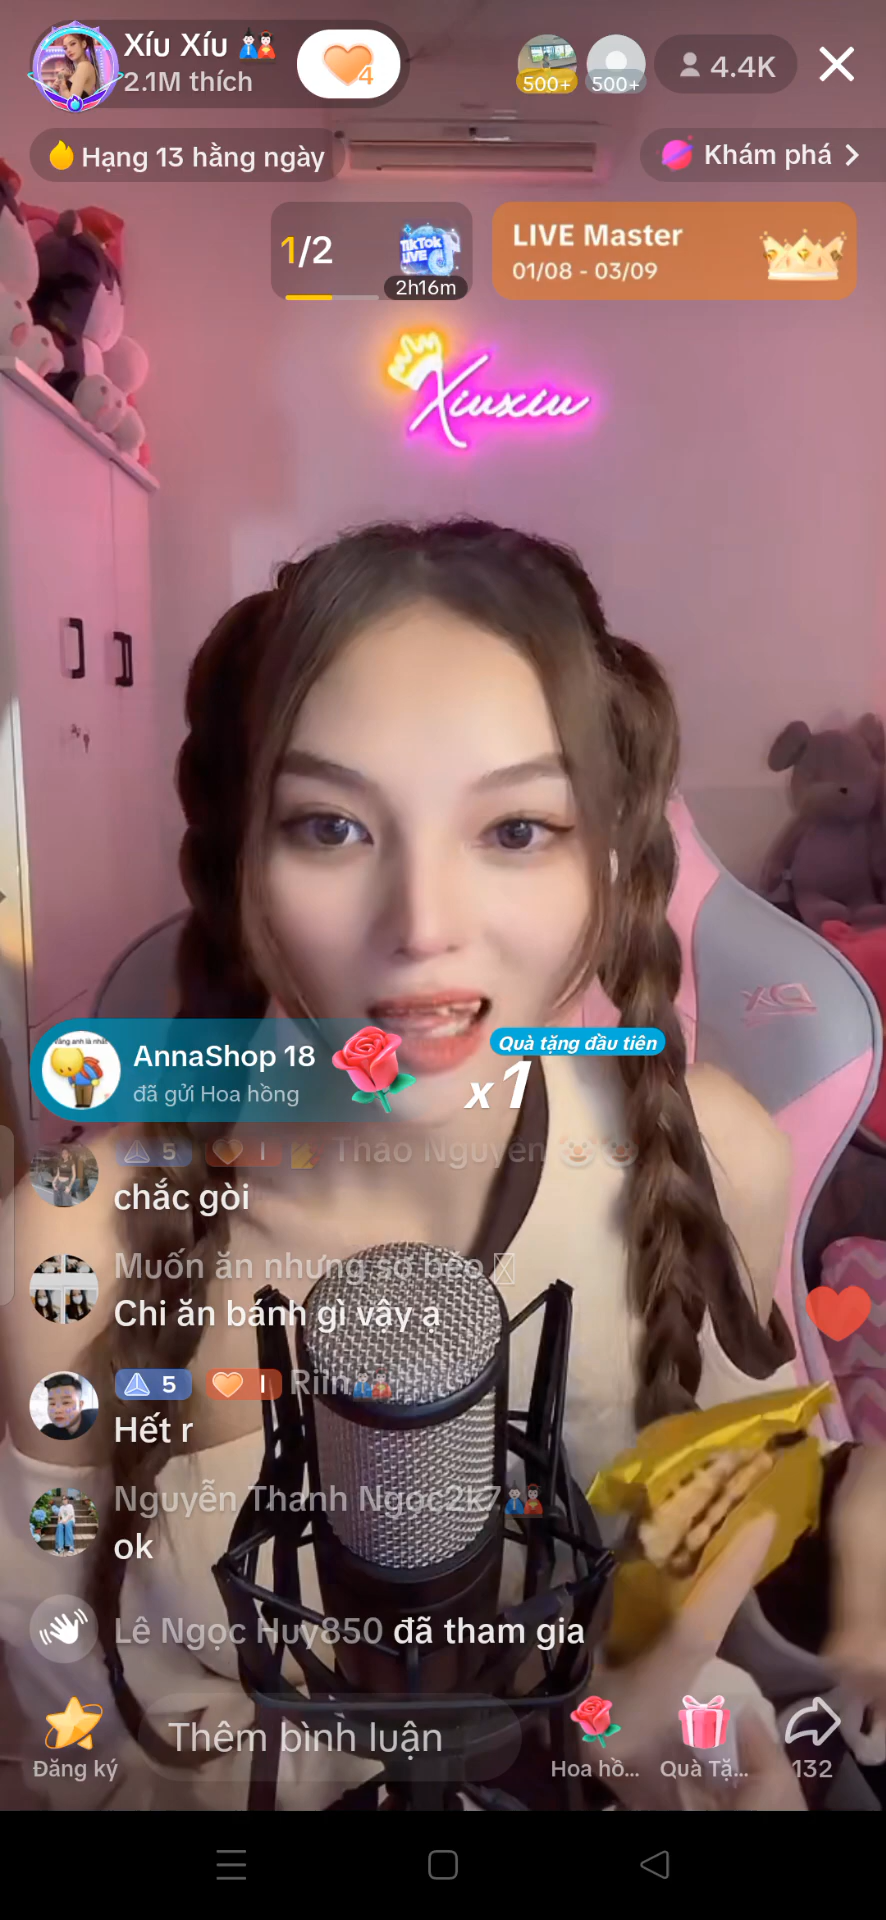 Xíu Xíu
2.1M thích
4
500+
500+
4.4K
Hạng 13 hằng ngày
Khám phá
1/2
TikTok LIVE
2h16m
LIVE Master
01/08 - 03/09
Xiuxiu
AnnaShop 18
đã gửi Hoa hồng
Quà tặng đầu tiên
x1
5 I Thảo Nguyên
chắc gòi
Muốn ăn nhưng sợ béo
Chi ăn bánh gì vậy ạ
5 I Riin
Hết r
Nguyễn Thanh Ngọc2k7
ok
Lê Ngọc Huy850 đã tham gia
Đăng ký
Thêm bình luận
Hoa hồ...
Quà Tặ...
132